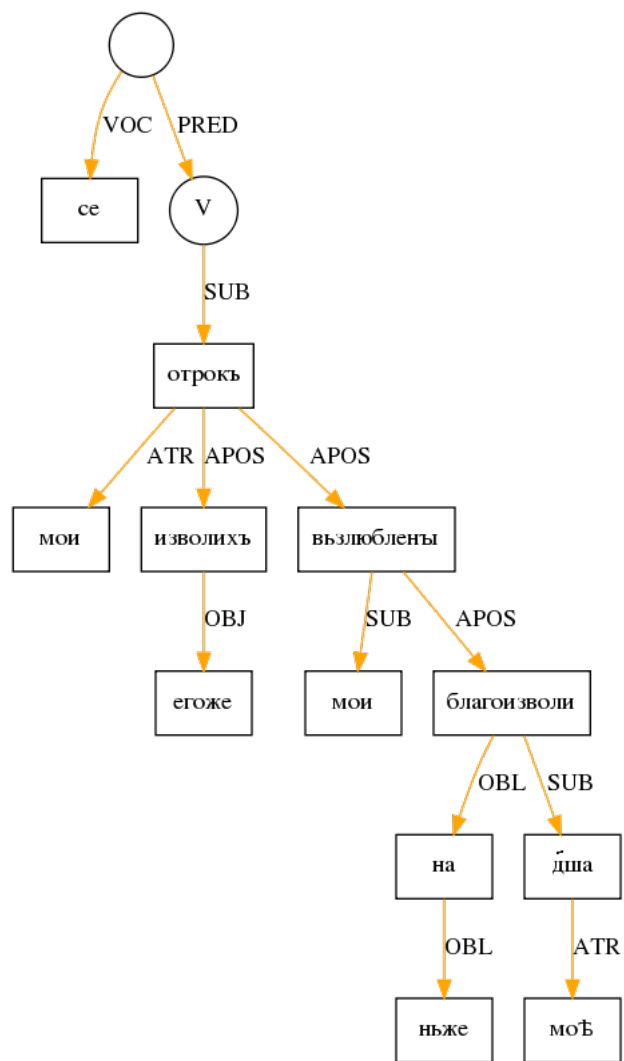 VOC PRED
се V
SUB
отрокъ
ATR APOS APOS
мои изволихъ вьзлюбленꙑ
OBJ SUB APOS
егоже мои благоизволи
OBL SUB
на д҃ша
OBL ATR
ньже моѣ